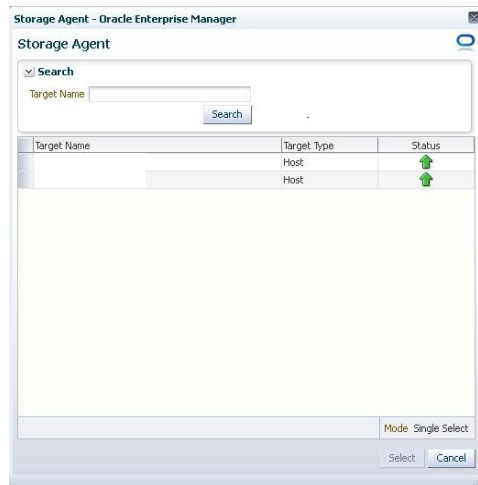 Storage Agent - Oracle Enterprise Manager
Storage Agent
Search
Target Name
Search
Target Name Target Type Status
Host
Host
Mode Single Select
Select Cancel